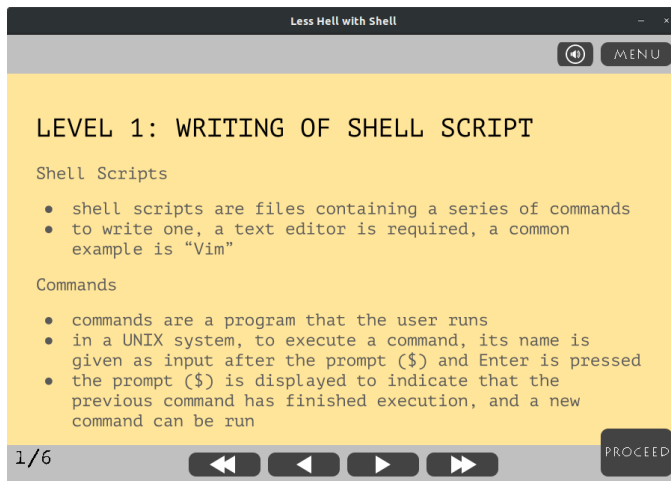 Less Hell with Shell
MENU
LEVEL 1: WRITING OF SHELL SCRIPT
Shell Scripts
● shell scripts are files containing a series of commands
● to write one, a text editor is required, a common
example is “Vim”
Commands
● commands are a program that the user runs
● in a UNIX system, to execute a command, its name is
given as input after the prompt ($) and Enter is pressed
● the prompt ($) is displayed to indicate that the
previous command has finished execution, and a new
command can be run
1/6
PROCEED